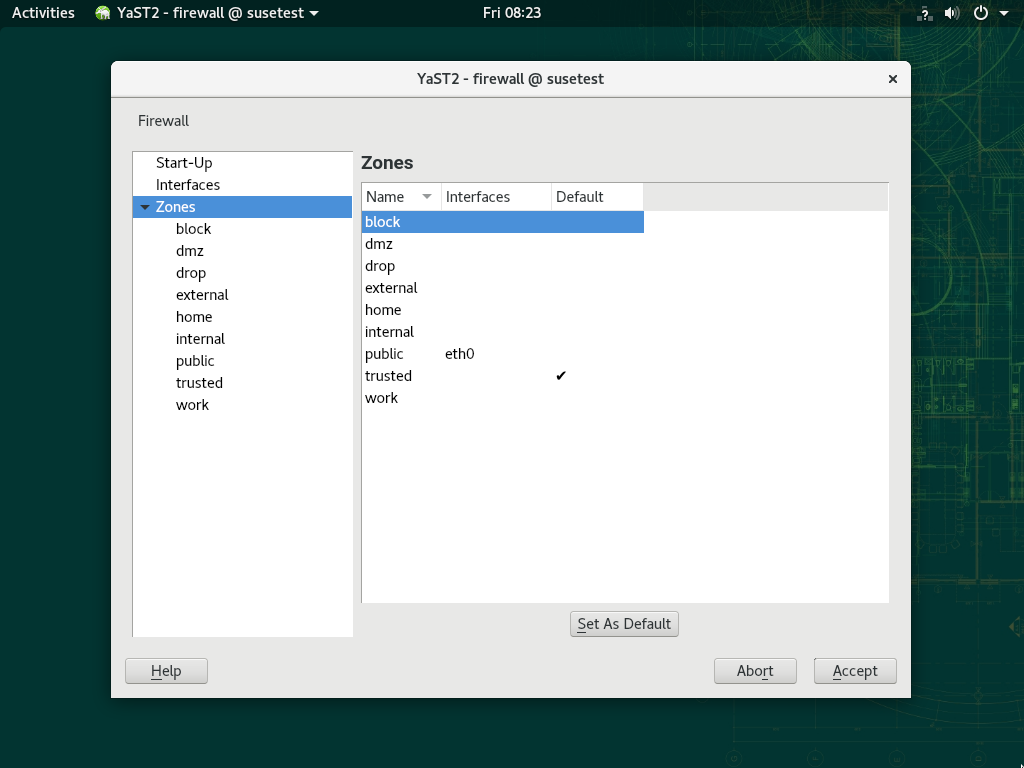 Activities YaST2 - firewall @ susetest Fri 08:23 ?
YaST2 - firewall @ susetest
Firewall
Start-Up
Interfaces
Zones
block
dmz
drop
external
home
internal
public
trusted
work
Zones
Name Interfaces Default
block
dmz
drop
external
home
internal
public eth0
trusted ✔
work
Set As Default
Help Abort Accept